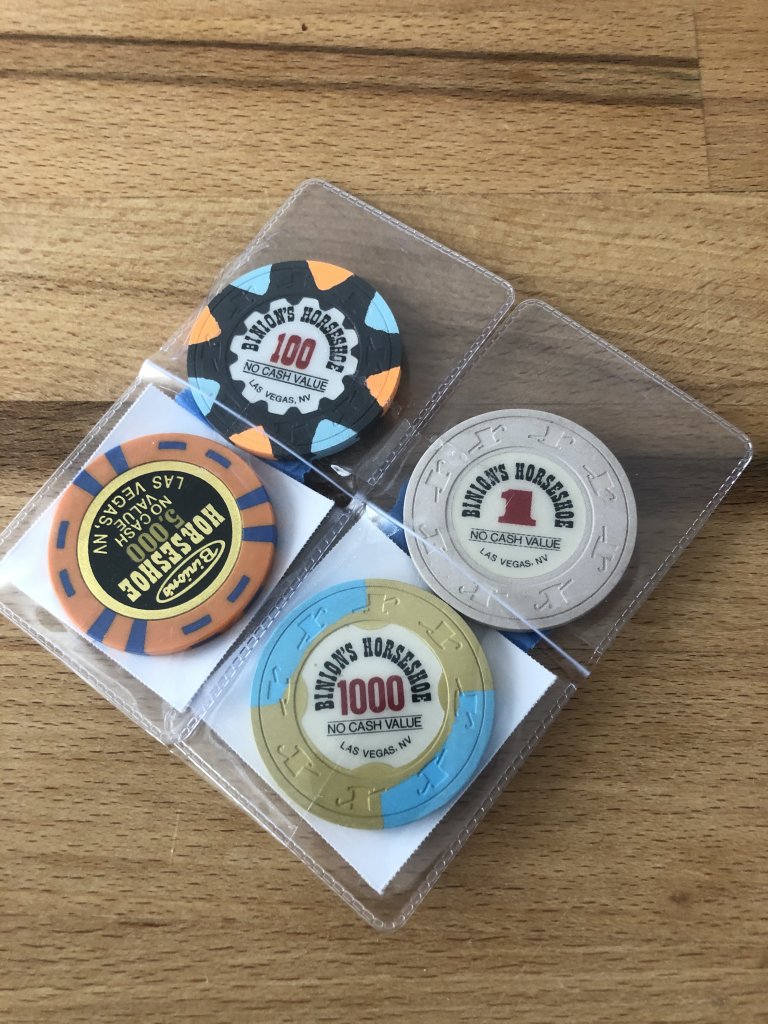 BINION'S HORSESHOE
100
NO CASH VALUE
LAS VEGAS, NV
BINION'S HORSESHOE
1
NO CASH VALUE
LAS VEGAS, NV
Binion's
HORSESHOE
5,000
NO CASH
VALUE
LAS VEGAS NV
BINION'S HORSESHOE
1000
NO CASH VALUE
LAS VEGAS, NV